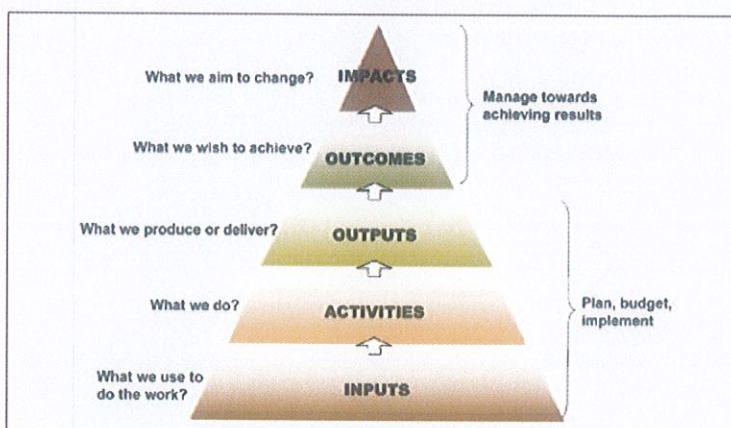 What we aim to change?
IMPACTS
Manage towards
achieving results
What we wish to achieve?
OUTCOMES
What we produce or deliver?
OUTPUTS
What we do?
ACTIVITIES
Plan, budget,
implement
What we use to
do the work?
INPUTS